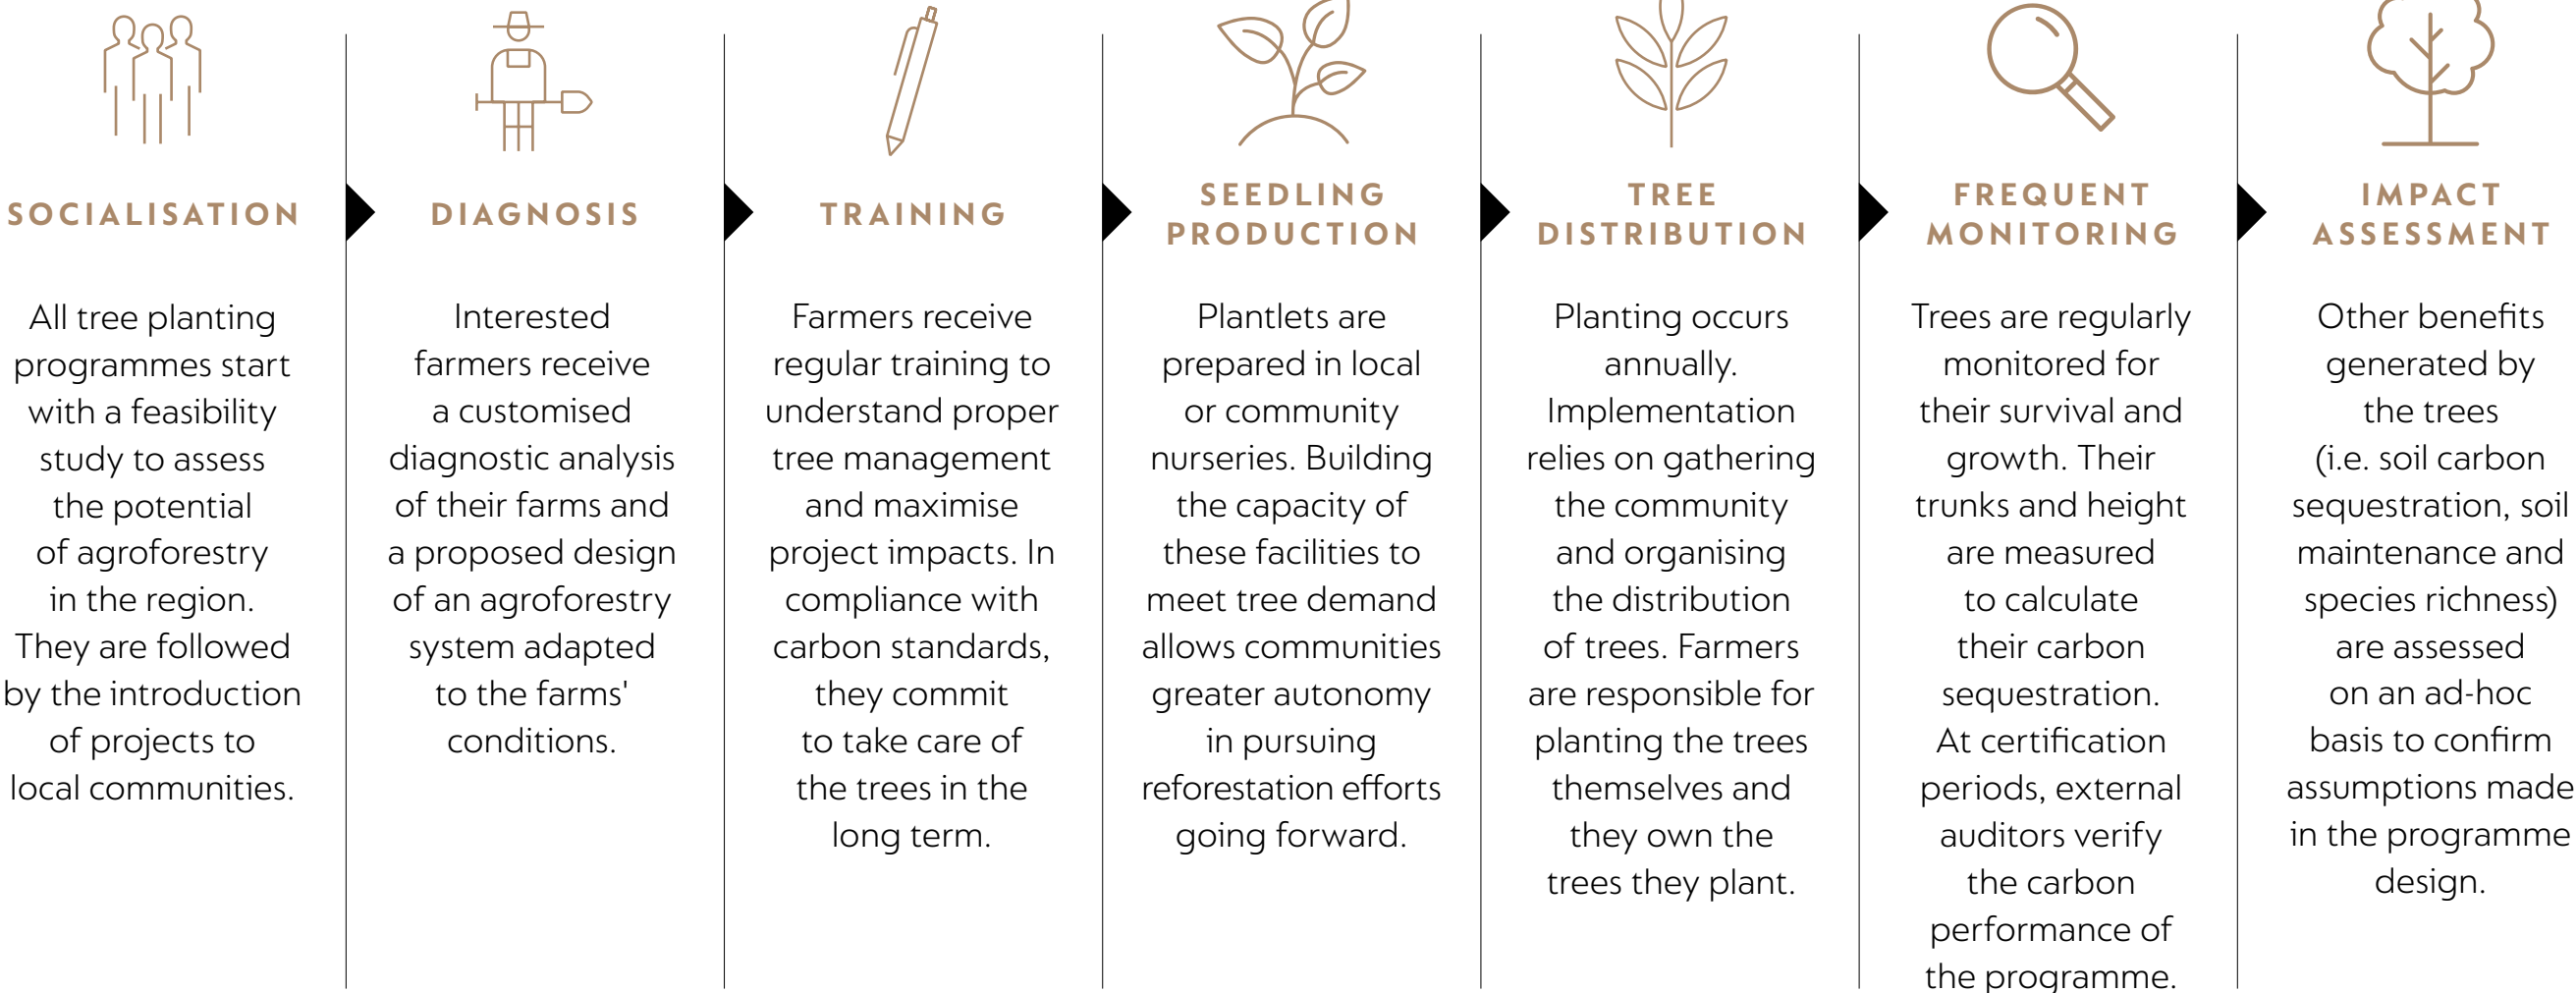 SOCIALISATION
All tree planting
programmes start
with a feasibility
study to assess
the potential
of agroforestry
in the region.
They are followed
by the introduction
of projects to
local communities.
DIAGNOSIS
Interested
farmers receive
a customised
diagnostic analysis
of their farms and
a proposed design
of an agroforestry
system adapted
to the farms'
conditions.
TRAINING
Farmers receive
regular training to
understand proper
tree management
and maximise
project impacts. In
compliance with
carbon standards,
they commit
to take care of
the trees in the
long term.
SEEDLING
PRODUCTION
Plantlets are
prepared in local
or community
nurseries. Building
the capacity of
these facilities to
meet tree demand
allows communities
greater autonomy
in pursuing
reforestation efforts
going forward.
TREE
DISTRIBUTION
Planting occurs
annually.
Implementation
relies on gathering
the community
and organising
the distribution
of trees. Farmers
are responsible for
planting the trees
themselves and
they own the
trees they plant.
FREQUENT
MONITORING
Trees are regularly
monitored for
their survival and
growth. Their
trunks and height
are measured
to calculate
their carbon
sequestration.
At certification
periods, external
auditors verify
the carbon
performance of
the programme.
IMPACT
ASSESSMENT
Other benefits
generated by
the trees
(i.e. soil carbon
sequestration, soil
maintenance and
species richness)
are assessed
on an ad-hoc
basis to confirm
assumptions made
in the programme
design.